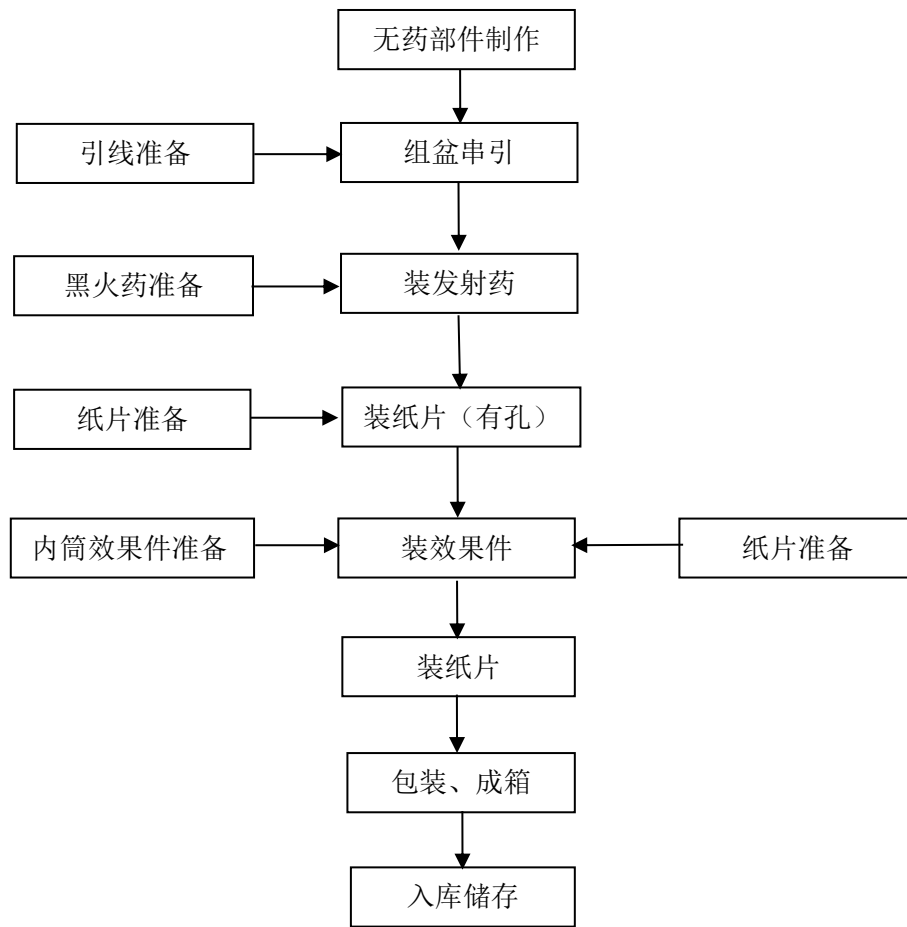 无药部件制作
引线准备
组盆串引
黑火药准备
装发射药
纸片准备
装纸片（有孔）
内筒效果件准备
装效果件
纸片准备
装纸片
包装、成箱
入库储存